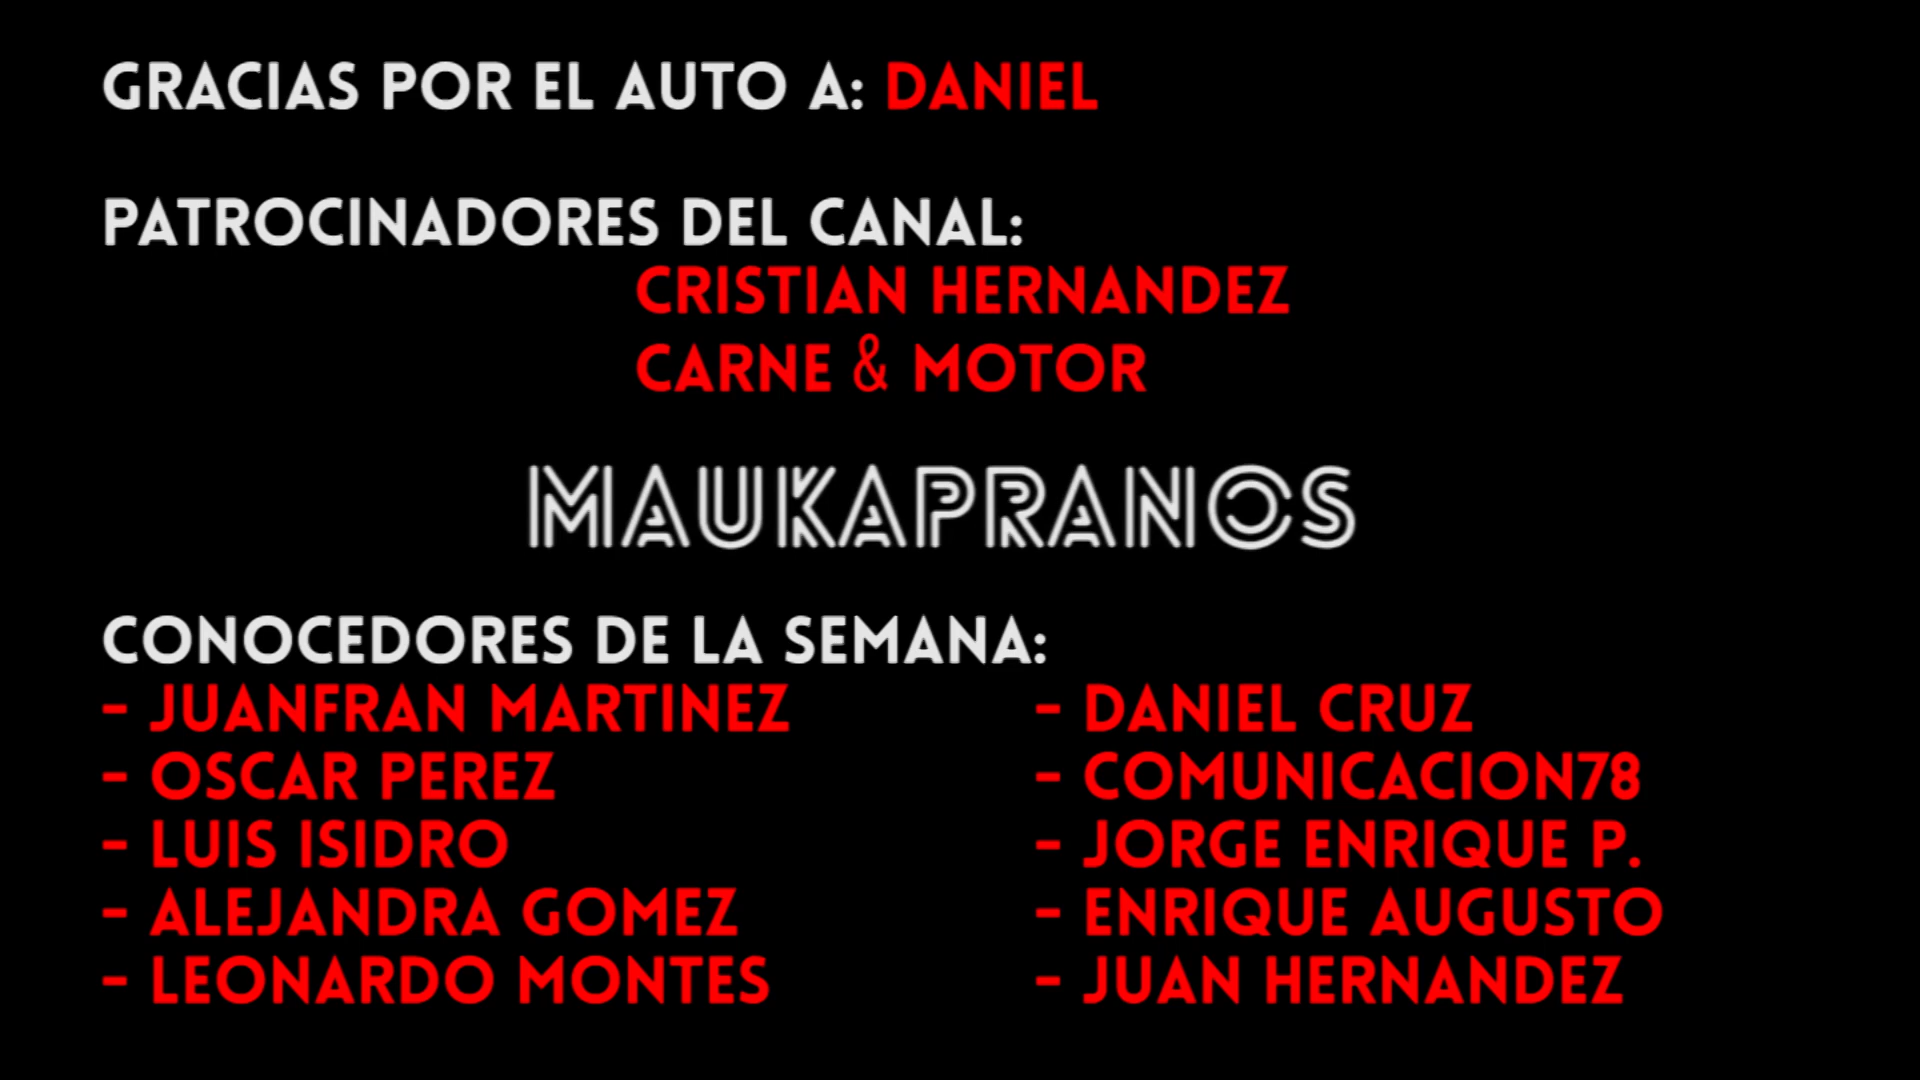 GRACIAS POR EL AUTO A: DANIEL
PATROCINADORES DEL CANAL:
CRISTIAN HERNANDEZ
CARNE & MOTOR
MAUKAPRANOS
CONOCEDORES DE LA SEMANA:
- JUANFRAN MARTINEZ
- OSCAR PEREZ
- LUIS ISIDRO
- ALEJANDRA GOMEZ
- LEONARDO MONTES
- DANIEL CRUZ
- COMUNICACION78
- JORGE ENRIQUE P.
- ENRIQUE AUGUSTO
- JUAN HERNANDEZ